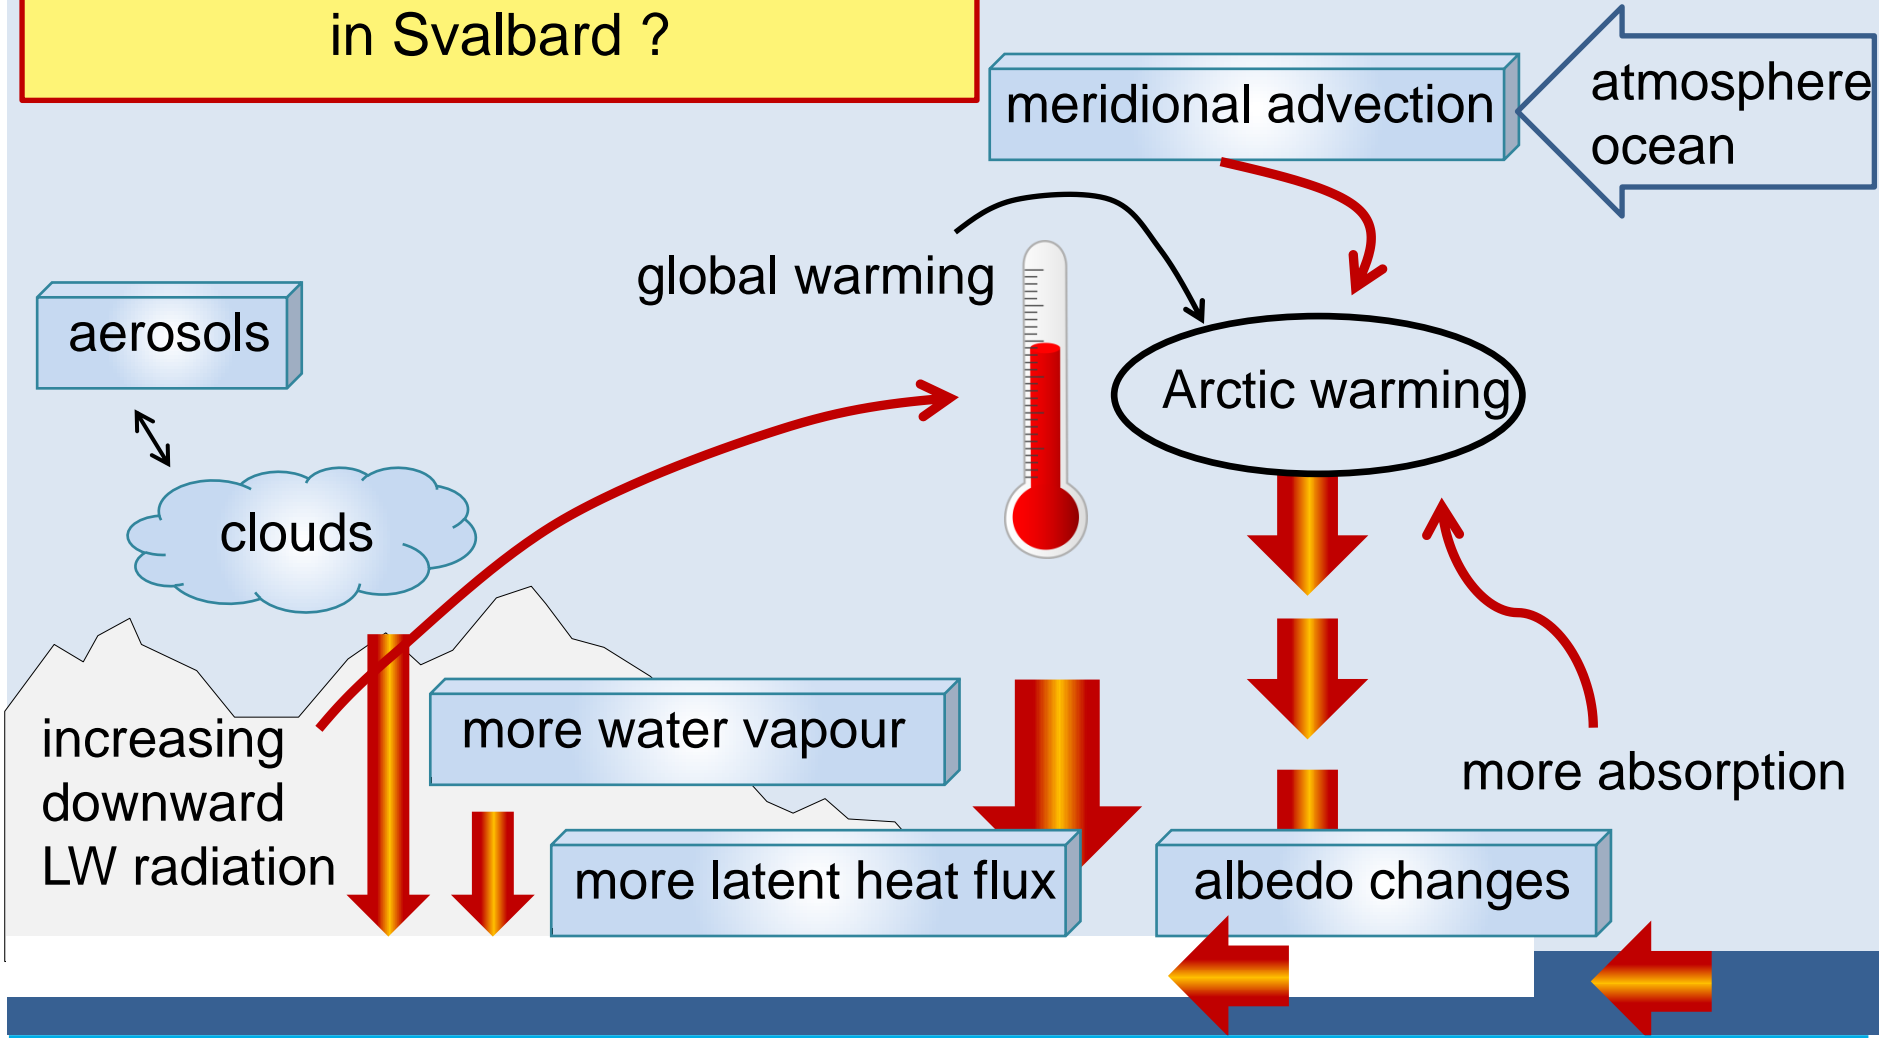 in Svalbard ?
meridional advection
atmosphere
ocean
global warming
aerosols
Arctic warming
clouds
increasing
downward
LW radiation
more water vapour
more absorption
more latent heat flux
albedo changes